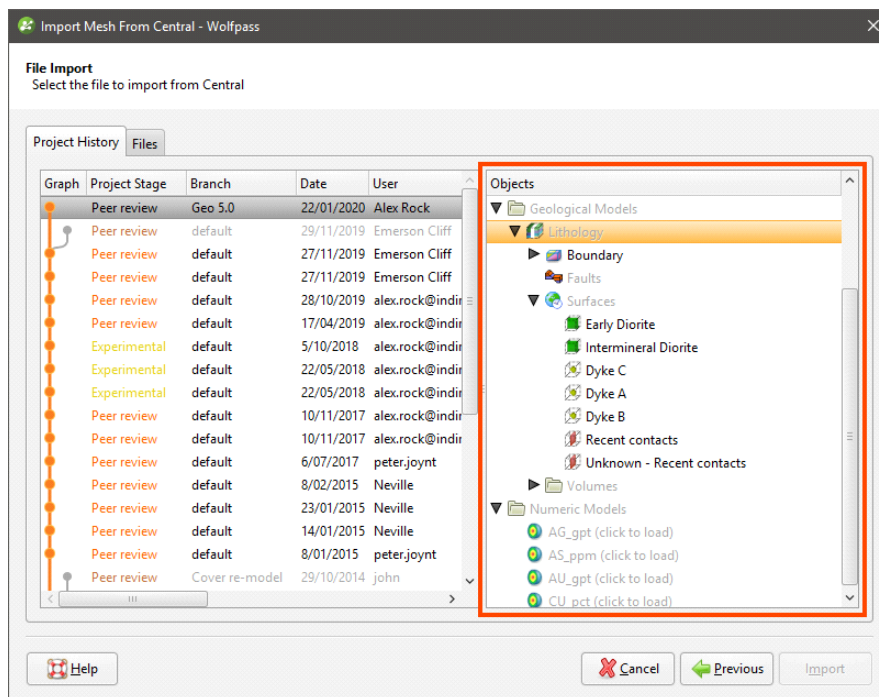 Import Mesh From Central - Wolfpass
File Import
Select the file to import from Central
Project History Files
Graph Project Stage Branch Date User
Peer review Geo 5.0 22/01/2020 Alex Rock
Peer review default 29/11/2019 Emerson Cliff
Peer review default 27/11/2019 Emerson Cliff
Peer review default 27/11/2019 Emerson Cliff
Peer review default 28/10/2019 alex.rock@indir
Peer review default 17/04/2019 alex.rock@indir
Experimental default 5/10/2018 alex.rock@indir
Experimental default 22/05/2018 alex.rock@indir
Experimental default 22/05/2018 alex.rock@indir
Peer review default 10/11/2017 alex.rock@indir
Peer review default 10/11/2017 alex.rock@indir
Peer review default 6/07/2017 peter.joynt
Peer review default 8/02/2015 Neville
Peer review default 23/01/2015 Neville
Peer review default 14/01/2015 Neville
Peer review default 8/01/2015 peter.joynt
Peer review Cover re-model 29/10/2014 john
Objects
Geological Models
Lithology
Boundary
Faults
Surfaces
Early Diorite
Intermineral Diorite
Dyke C
Dyke A
Dyke B
Recent contacts
Unknown - Recent contacts
Volumes
Numeric Models
AG_gpt (click to load)
AS_ppm (click to load)
AU_gpt (click to load)
CU_pct (click to load)
Help Cancel Previous Import